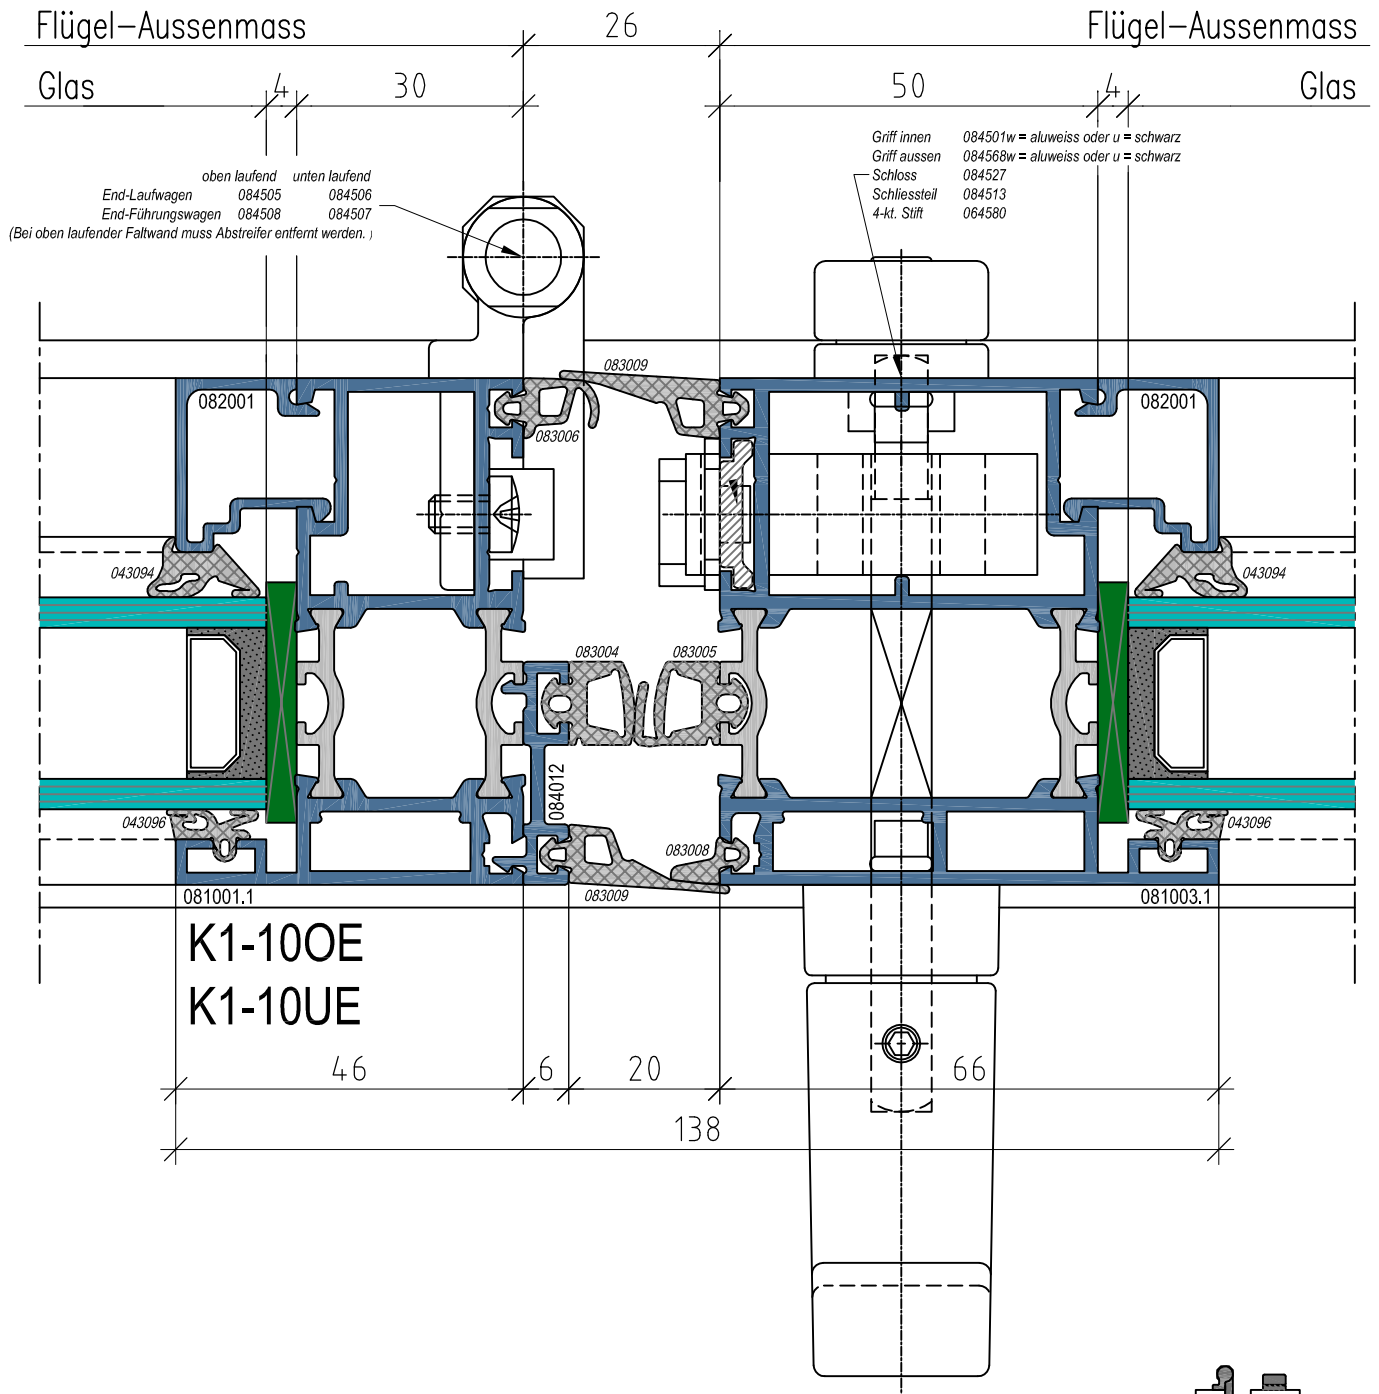 Flügel-Aussenmass 26 Flügel-Aussenmass
Glas 4 30 50 4 Glas
Griff innen 084501w = aluweiss oder u = schwarz
Griff aussen 084568w = aluweiss oder u = schwarz
Schloss 084527
Schliessteil 084513
4-kt. Stift 064580
oben laufend unten laufend
End-Laufwagen 084505 084506
End-Führungswagen 084508 084507
(Bei oben laufender Faltwand muss Abstreifer entfernt werden. )
083009
082001
082001
083006
043094
043094
083004
083005
084012
043096
043096
083008
081001.1
083009
081003.1
K1-10OE
K1-10UE
46 6 20 66
138